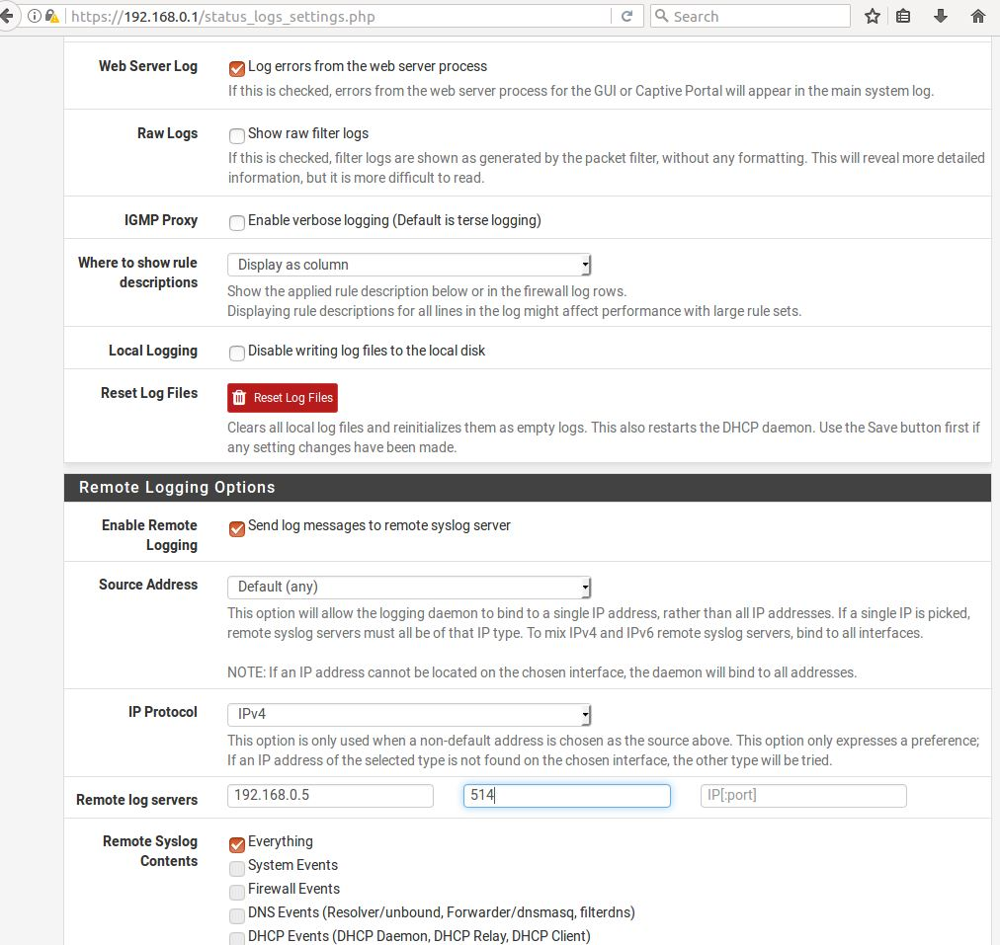 https://192.168.0.1/status_logs_settings.php
Search
Web Server Log
Log errors from the web server process
If this is checked, errors from the web server process for the GUI or Captive Portal will appear in the main system log.
Raw Logs
Show raw filter logs
If this is checked, filter logs are shown as generated by the packet filter, without any formatting. This will reveal more detailed
information, but it is more difficult to read.
IGMP Proxy
Enable verbose logging (Default is terse logging)
Where to show rule
descriptions
Display as column
Show the applied rule description below or in the firewall log rows.
Displaying rule descriptions for all lines in the log might affect performance with large rule sets.
Local Logging
Disable writing log files to the local disk
Reset Log Files
Reset Log Files
Clears all local log files and reinitializes them as empty logs. This also restarts the DHCP daemon. Use the Save button first if
any setting changes have been made.
Remote Logging Options
Enable Remote
Logging
Send log messages to remote syslog server
Source Address
Default (any)
This option will allow the logging daemon to bind to a single IP address, rather than all IP addresses. If a single IP is picked,
remote syslog servers must all be of that IP type. To mix IPv4 and IPv6 remote syslog servers, bind to all interfaces.
NOTE: If an IP address cannot be located on the chosen interface, the daemon will bind to all addresses.
IP Protocol
IPv4
This option is only used when a non-default address is chosen as the source above. This option only expresses a preference;
If an IP address of the selected type is not found on the chosen interface, the other type will be tried.
Remote log servers
192.168.0.5
514
IP[:port]
Remote Syslog
Contents
Everything
System Events
Firewall Events
DNS Events (Resolver/unbound, Forwarder/dnsmasq, filterdns)
DHCP Events (DHCP Daemon, DHCP Relay, DHCP Client)